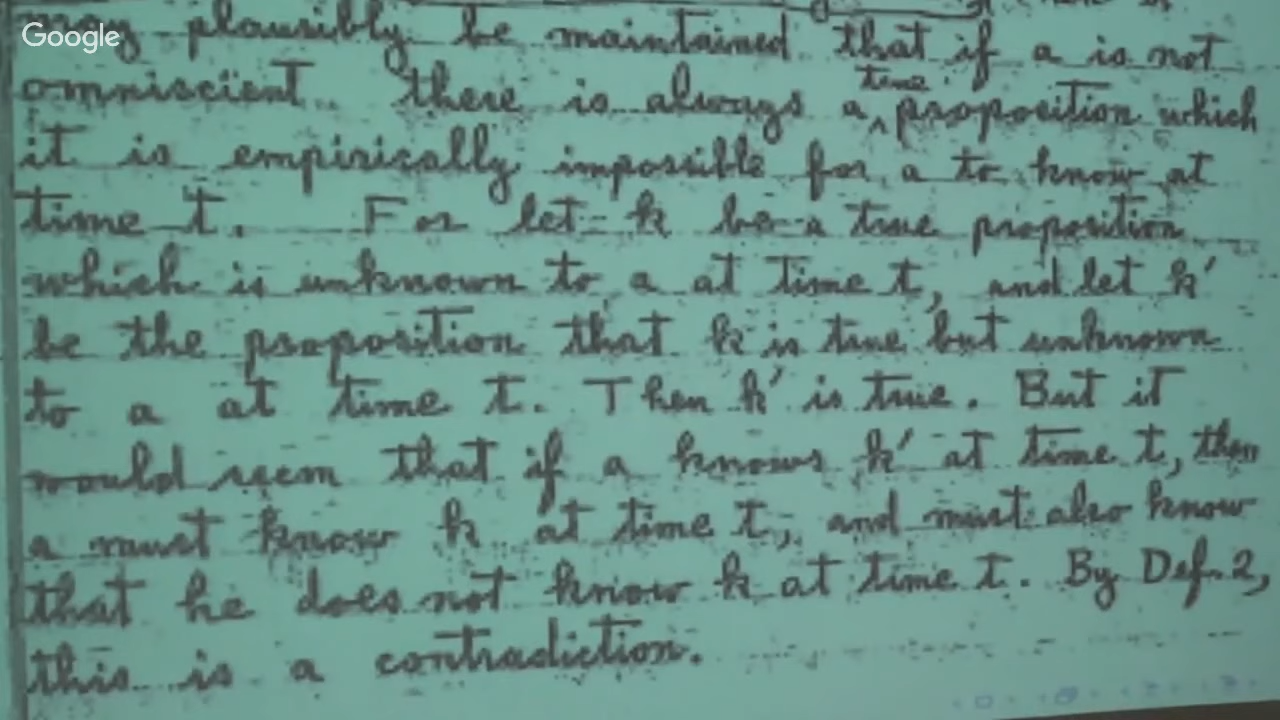 Google
may plausibly be maintained that if a is not
omniscient there is always a true proposition which
it is empirically impossible for a to know at
time t. For let k be a true proposition
which is unknown to a at time t, and let k'
be the proposition that k is true but unknown
to a at time t. Then k' is true. But it
would seem that if a knows k' at time t, then
a must know k at time t, and must also know
that he does not know k at time t. By Def. 2,
this is a contradiction.